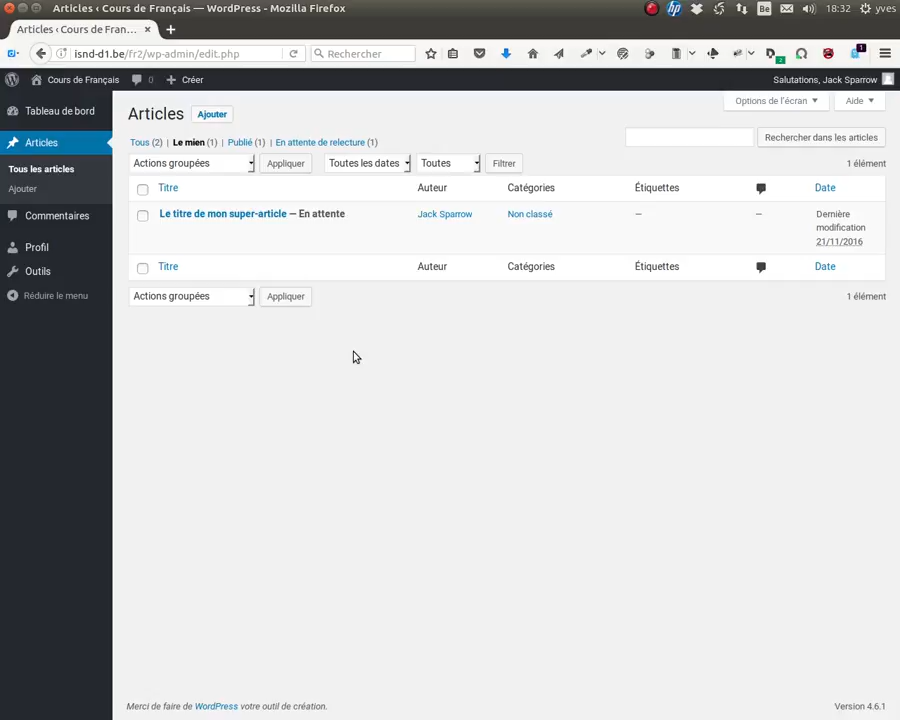 Articles ‹ Cours de Français — WordPress - Mozilla Firefox
Be
18:32
yves
Articles ‹ Cours de Fran…
isnd-d1.be/fr2/wp-admin/edit.php
Rechercher
2
1
Cours de Français
0
Créer
Salutations, Jack Sparrow
Tableau de bord
Articles
Tous les articles
Ajouter
Commentaires
Profil
Outils
Réduire le menu
Options de l'écran
Aide
Articles
Ajouter
Tous (2) | Le mien (1) | Publié (1) | En attente de relecture (1)
Rechercher dans les articles
Actions groupées
Appliquer
Toutes les dates
Toutes
Filtrer
1 élément
Titre
Auteur
Catégories
Étiquettes
Date
Le titre de mon super-article — En attente
Jack Sparrow
Non classé
—
—
Dernière
modification
21/11/2016
Titre
Auteur
Catégories
Étiquettes
Date
Actions groupées
Appliquer
1 élément
Merci de faire de WordPress votre outil de création.
Version 4.6.1